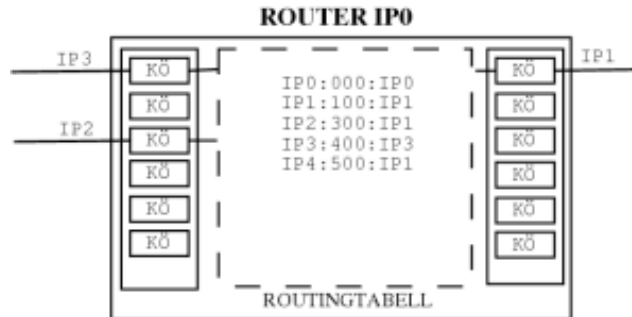 ROUTER IP0
IP3
KÖ
KÖ
IP2
KÖ
KÖ
KÖ
KÖ
IP0:000:IP0
IP1:100:IP1
IP2:300:IP1
IP3:400:IP3
IP4:500:IP1
KÖ
IP1
KÖ
KÖ
KÖ
KÖ
KÖ
ROUTINGTABELL